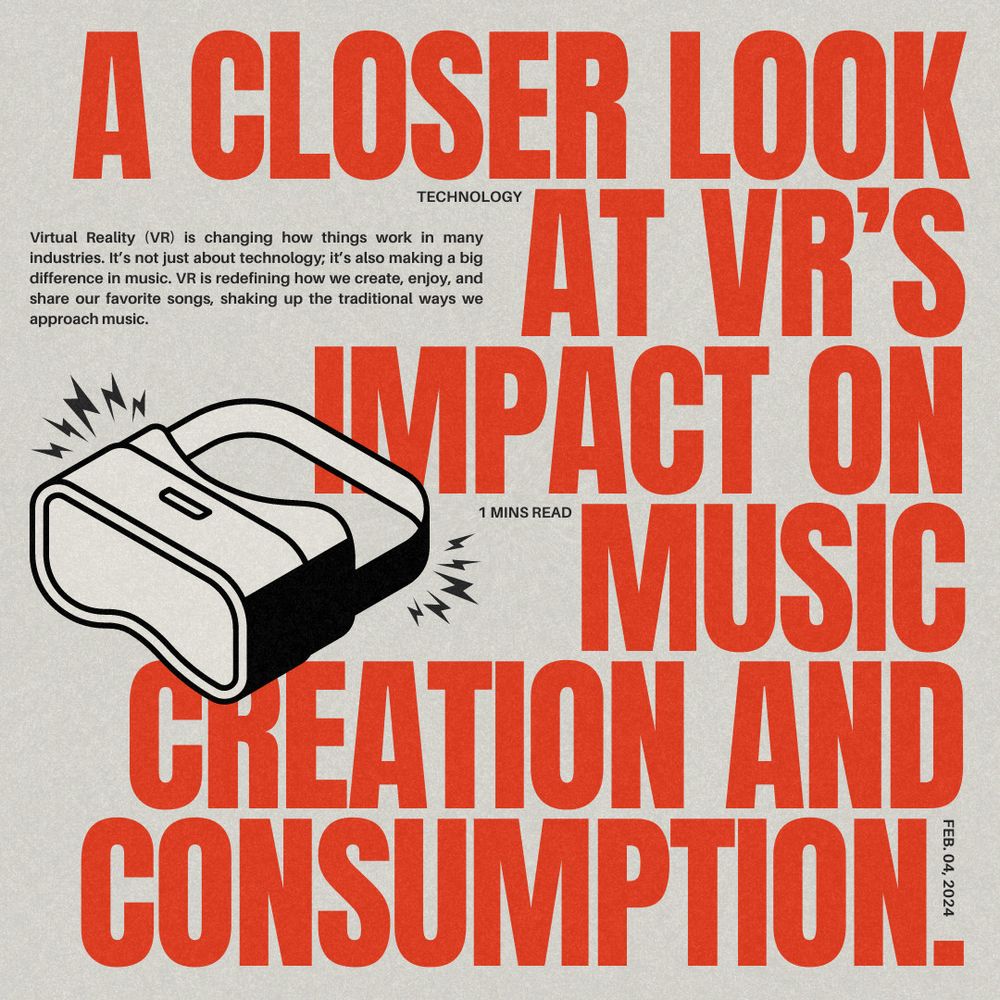 A CLOSER LOOK
TECHNOLOGY
AT VR’S
Virtual Reality (VR) is changing how things work in many
industries. It’s not just about technology; it’s also making a big
difference in music. VR is redefining how we create, enjoy, and
share our favorite songs, shaking up the traditional ways we
approach music.
IMPACT ON
1 MINS READ
MUSIC
CREATION AND
CONSUMPTION.
FEB. 04, 2024